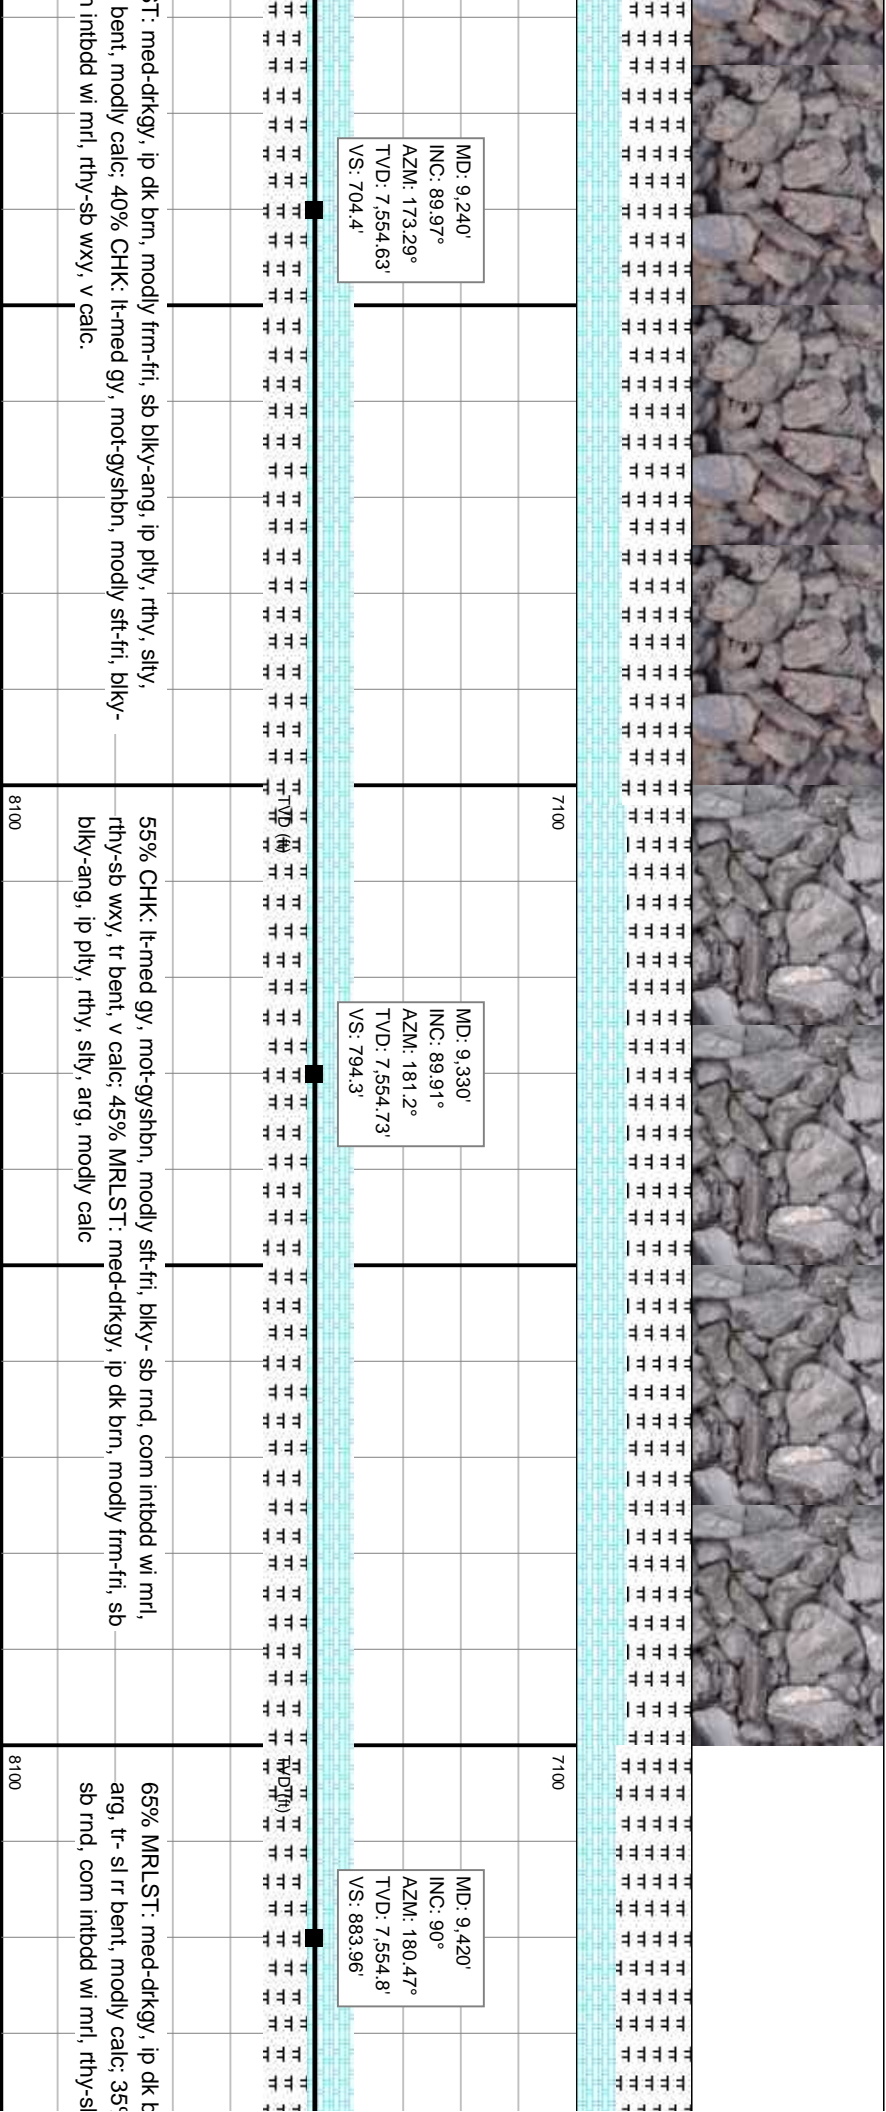 ST: med-drkgy, ip dk brn, modly frm-fri, sb blky-ang, ip plty, rthy, slty,
bent, modly calc; 40% CHK: lt-med gy, mot-gyshbn, modly sft-fri, blky-
intbdd wi mrl, rthy-sb wxy, v calc.
MD: 9,240'
INC: 89.97°
AZM: 173.29°
TVD: 7,554.63'
VS: 704.4'
7100
TVD (ft)
8100
55% CHK: lt-med gy, mot-gyshbn, modly sft-fri, blky- sb rnd, com intbdd wi mrl,
rthy-sb wxy, tr bent, v calc; 45% MRLST: med-drkgy, ip dk brn, modly frm-fri, sb
blky-ang, ip plty, rthy, slty, arg, modly calc
MD: 9,330'
INC: 89.91°
AZM: 181.2°
TVD: 7,554.73'
VS: 794.3'
7100
TVD (ft)
8100
65% MRLST: med-drkgy, ip dk b
arg, tr- sl rr bent, modly calc; 35%
sb rnd, com intbdd wi mrl, rthy-s
MD: 9,420'
INC: 90°
AZM: 180.47°
TVD: 7,554.8'
VS: 883.96'